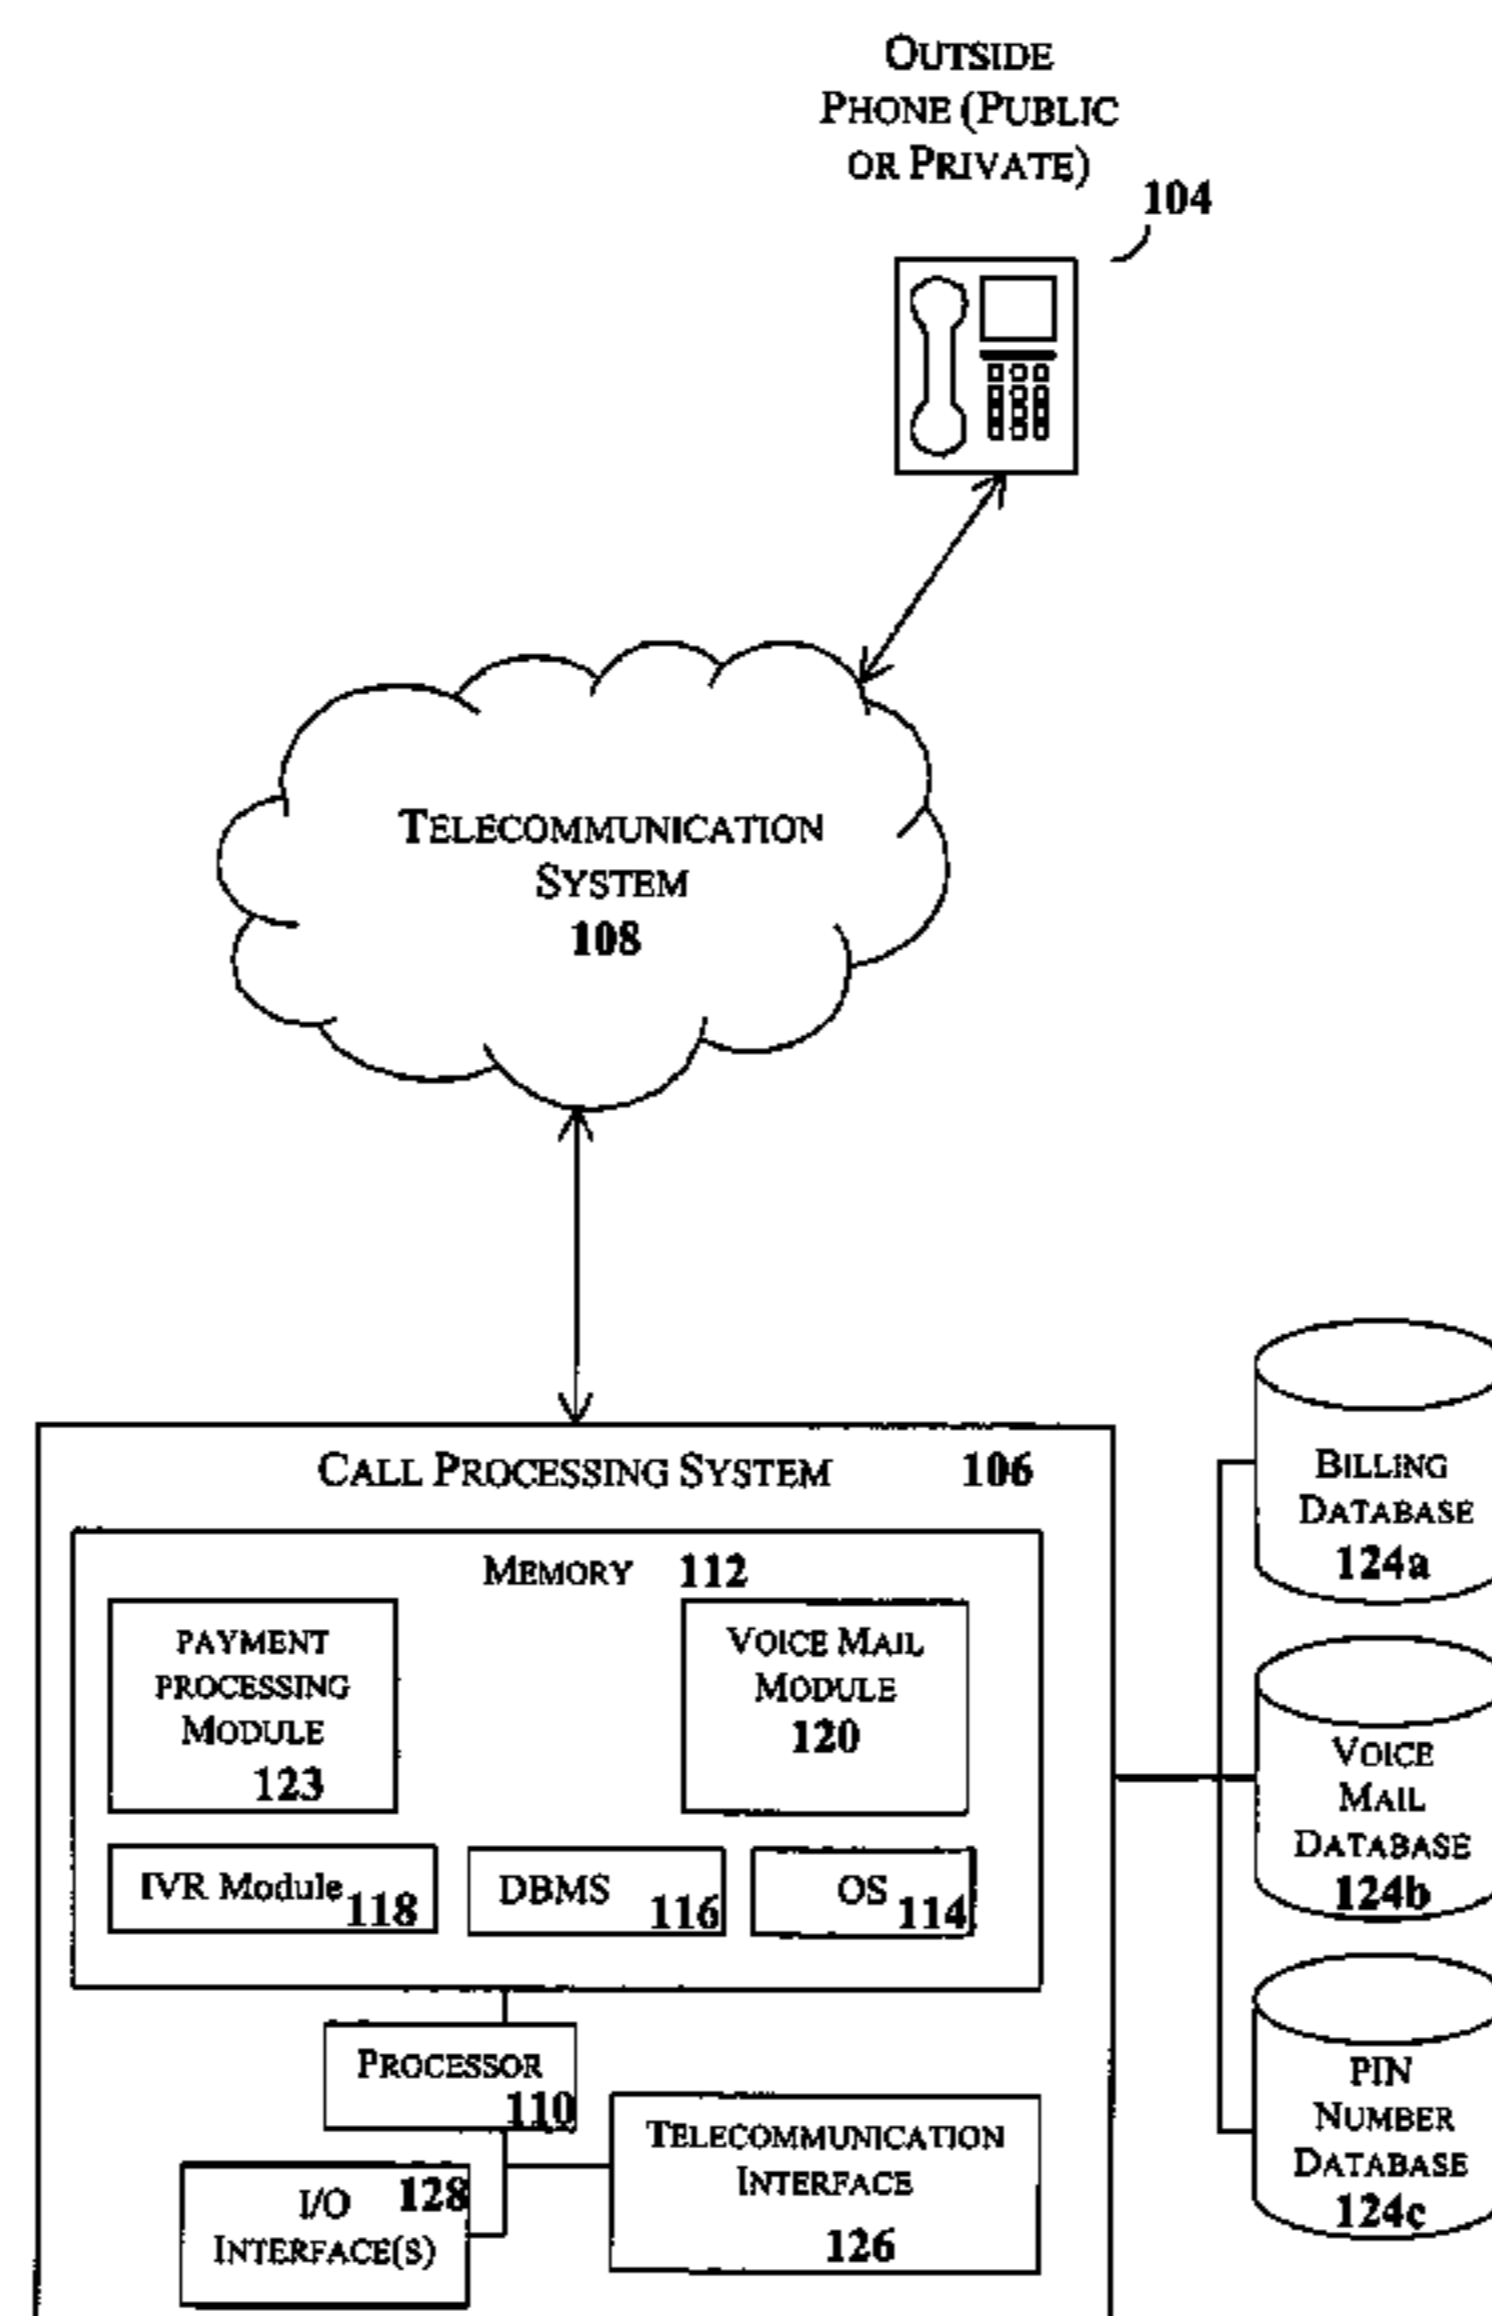 OUTSIDE
PHONE (PUBLIC
OR PRIVATE)
104
TELECOMMUNICATION
SYSTEM
108
CALL PROCESSING SYSTEM 106
MEMORY 112
PAYMENT
PROCESSING
MODULE
123
VOICE MAIL
MODULE
120
IVR Module 118
DBMS 116
OS 114
PROCESSOR
110
TELECOMMUNICATION
INTERFACE
126
I/O 128
INTERFACE(S)
BILLING
DATABASE
124a
VOICE
MAIL
DATABASE
124b
PIN
NUMBER
DATABASE
124c